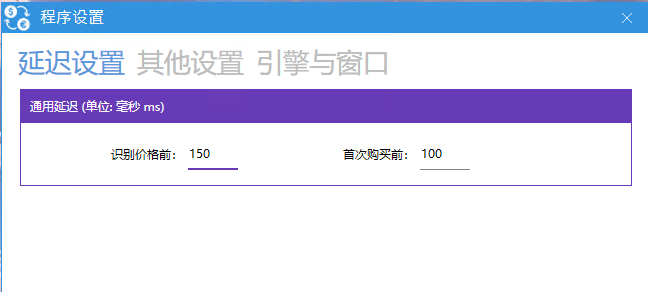 程序设置
延迟设置 其他设置 引擎与窗口
通用延迟 (单位: 毫秒 ms)
识别价格前： 150 首次购买前： 100